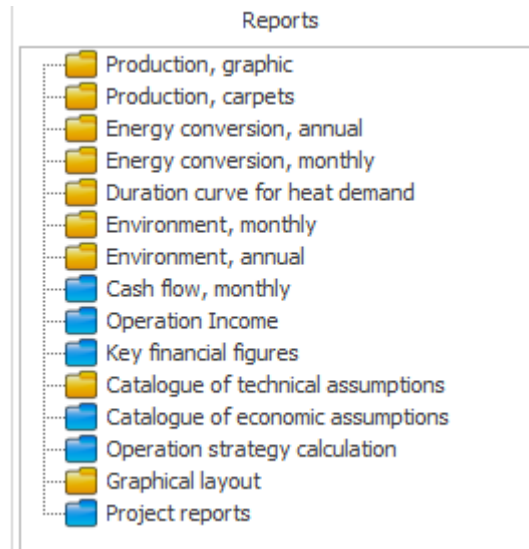 Reports
Production, graphic
Production, carpets
Energy conversion, annual
Energy conversion, monthly
Duration curve for heat demand
Environment, monthly
Environment, annual
Cash flow, monthly
Operation Income
Key financial figures
Catalogue of technical assumptions
Catalogue of economic assumptions
Operation strategy calculation
Graphical layout
Project reports